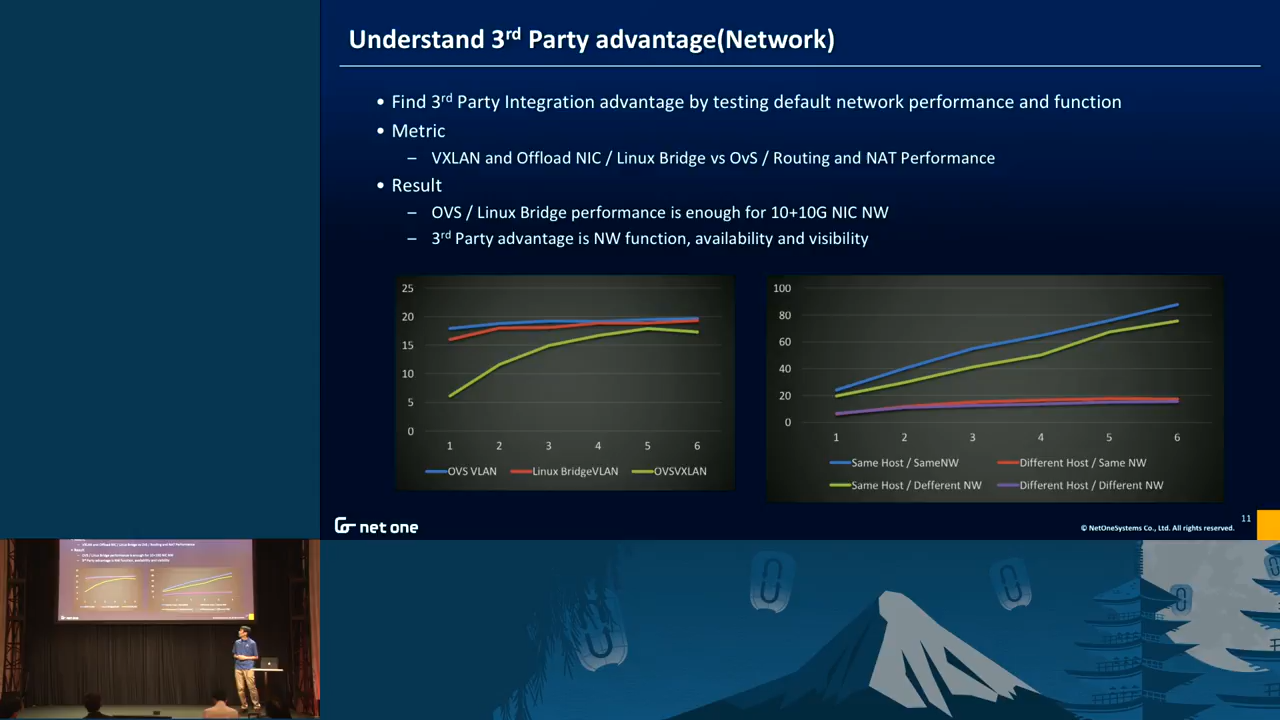 Understand 3rd Party advantage(Network)
• Find 3rd Party Integration advantage by testing default network performance and function
• Metric
– VXLAN and Offload NIC / Linux Bridge vs OvS / Routing and NAT Performance
• Result
– OVS / Linux Bridge performance is enough for 10+10G NIC NW
– 3rd Party advantage is NW function, availability and visibility
25
20
15
10
5
0
1 2 3 4 5 6
OVS VLAN Linux BridgeVLAN OVSVXLAN
100
80
60
40
20
0
1 2 3 4 5 6
Same Host / SameNW Different Host / Same NW
Same Host / Defferent NW Different Host / Different NW
net one
© NetOneSystems Co., Ltd. All rights reserved.
11